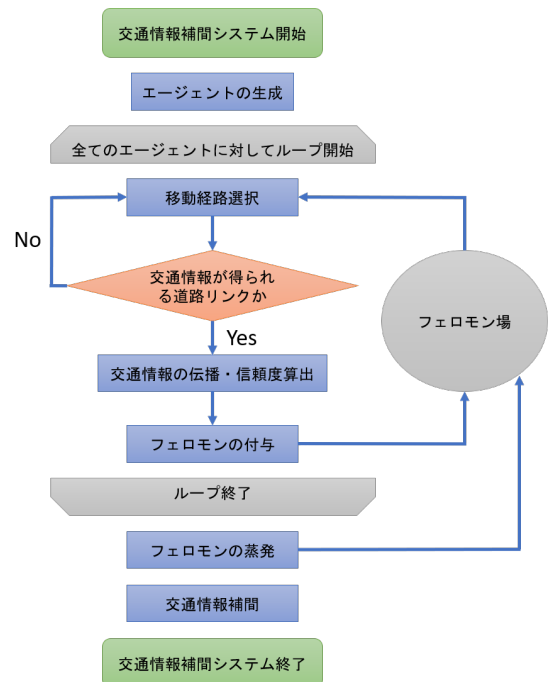 交通情報補間システム開始
エージェントの生成
全てのエージェントに対してループ開始
移動経路選択
No
交通情報が得られ
る道路リンクか
フェロモン場
Yes
交通情報の伝播・信頼度算出
フェロモンの付与
ループ終了
フェロモンの蒸発
交通情報補間
交通情報補間システム終了